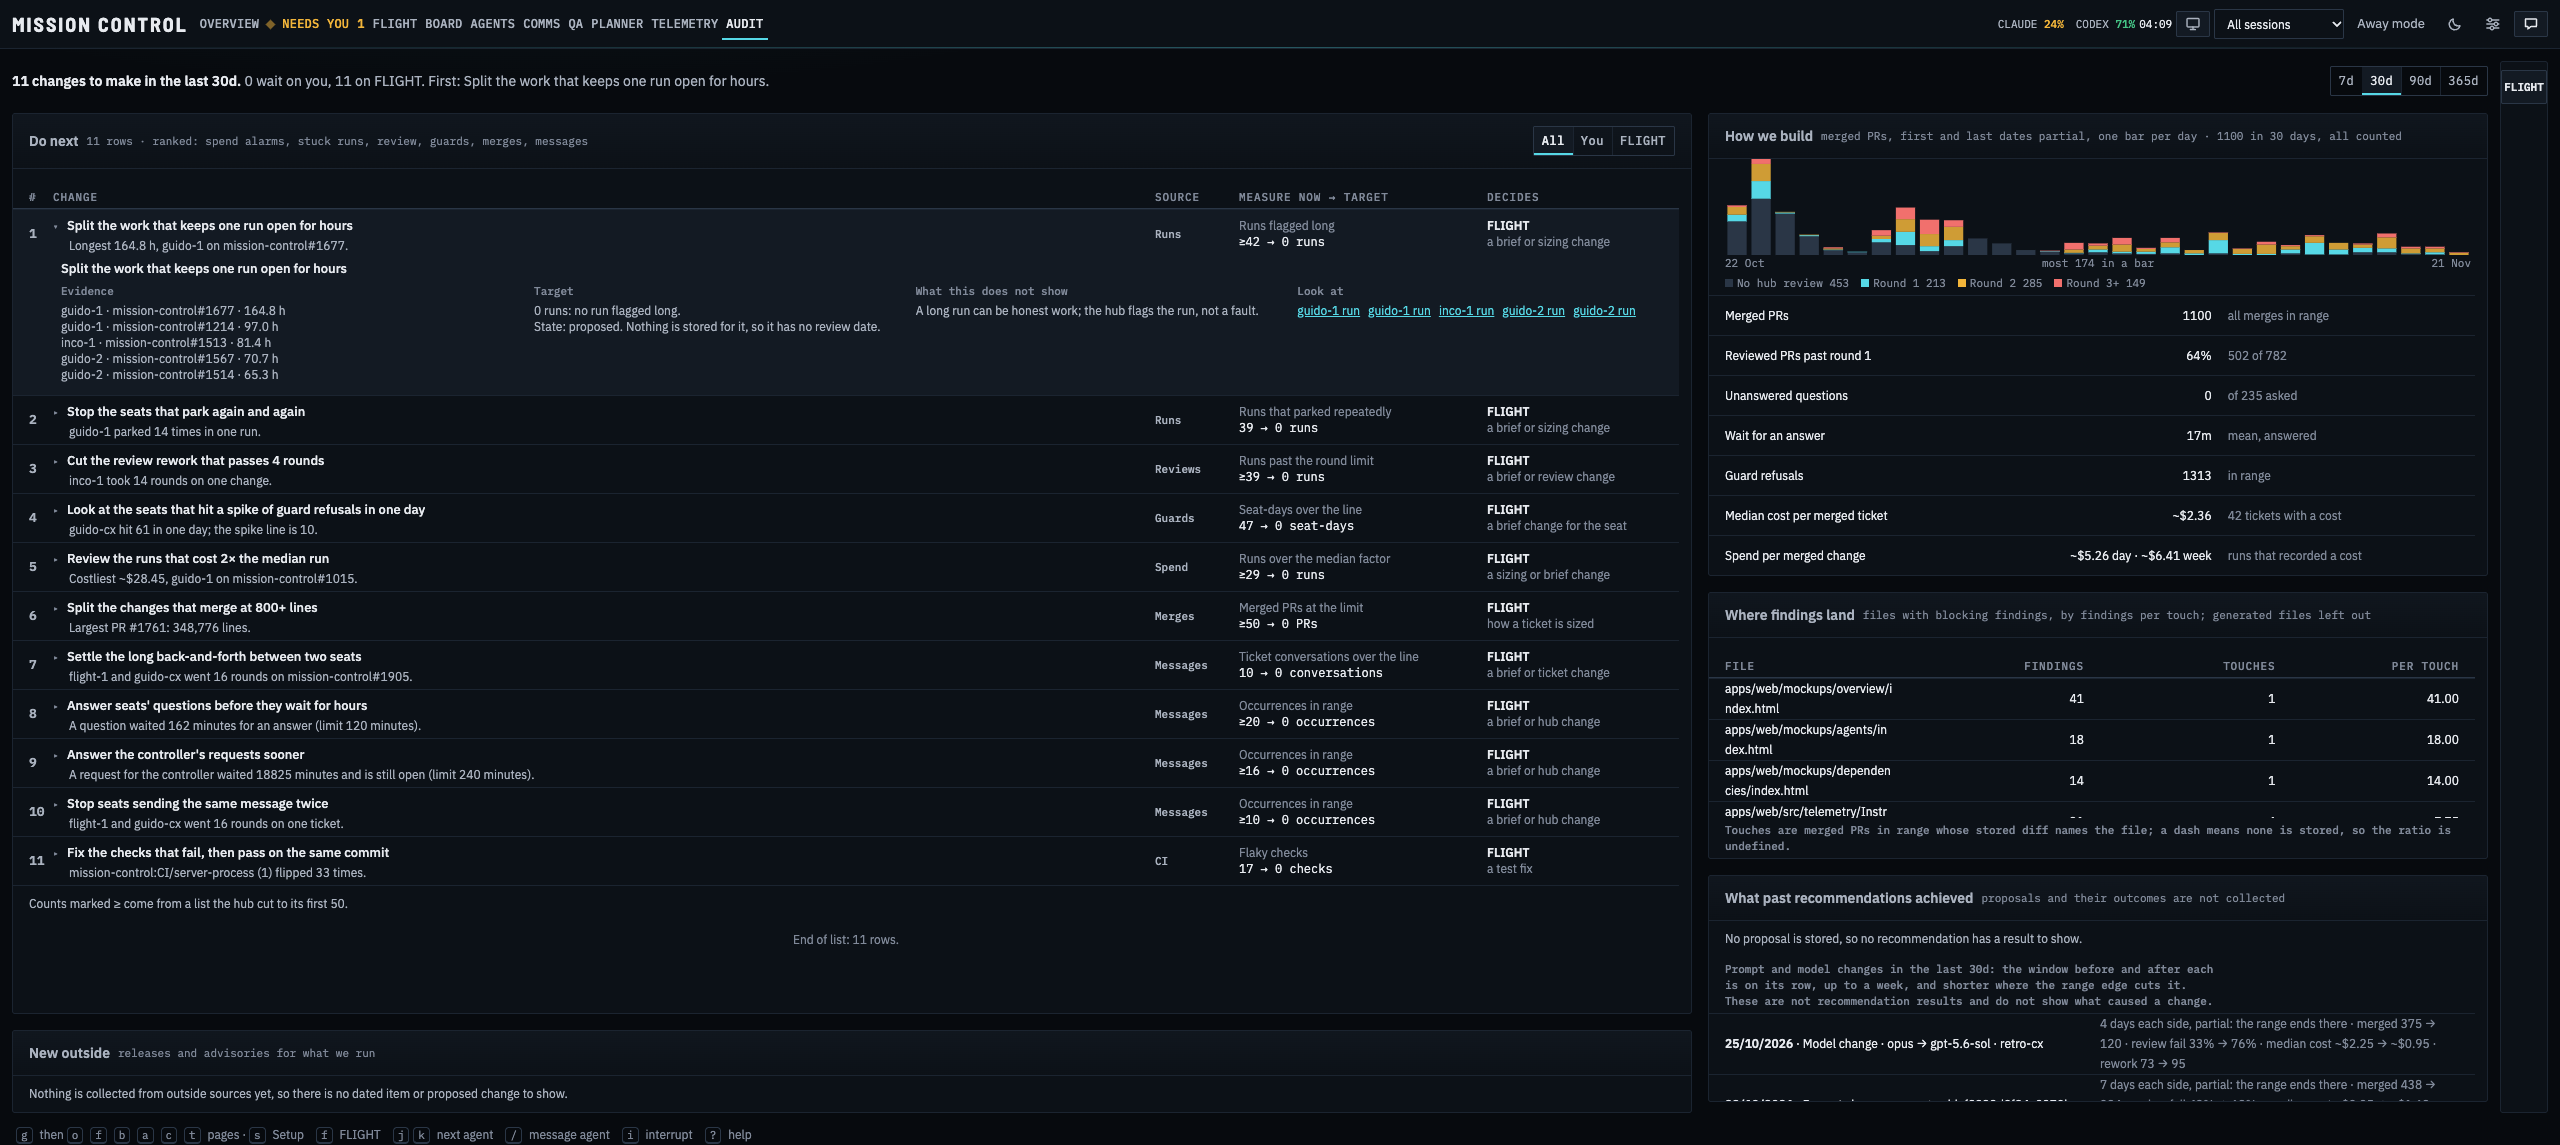 MISSION CONTROL OVERVIEW ◆ NEEDS YOU 1 FLIGHT BOARD AGENTS COMMS QA PLANNER TELEMETRY AUDIT
CLAUDE 24% CODEX 71% 04:09 All sessions Away mode
11 changes to make in the last 30d. 0 wait on you, 11 on FLIGHT. First: Split the work that keeps one run open for hours.
7d 30d 90d 365d
FLIGHT
Do next 11 rows · ranked: spend alarms, stuck runs, review, guards, merges, messages
All You FLIGHT
# CHANGE SOURCE MEASURE NOW → TARGET DECIDES
1 Split the work that keeps one run open for hours
Longest 164.8 h, guido-1 on mission-control#1677.
Runs
Runs flagged long
≥42 → 0 runs
FLIGHT
a brief or sizing change
Split the work that keeps one run open for hours
Evidence
guido-1 · mission-control#1677 · 164.8 h
guido-1 · mission-control#1214 · 97.0 h
inco-1 · mission-control#1513 · 81.4 h
guido-2 · mission-control#1567 · 70.7 h
guido-2 · mission-control#1514 · 65.3 h
Target
0 runs: no run flagged long.
State: proposed. Nothing is stored for it, so it has no review date.
What this does not show
A long run can be honest work; the hub flags the run, not a fault.
Look at
guido-1 run guido-1 run inco-1 run guido-2 run guido-2 run
2 Stop the seats that park again and again
guido-1 parked 14 times in one run.
Runs
Runs that parked repeatedly
39 → 0 runs
FLIGHT
a brief or sizing change
3 Cut the review rework that passes 4 rounds
inco-1 took 14 rounds on one change.
Reviews
Runs past the round limit
≥39 → 0 runs
FLIGHT
a brief or review change
4 Look at the seats that hit a spike of guard refusals in one day
guido-cx hit 61 in one day; the spike line is 10.
Guards
Seat-days over the line
47 → 0 seat-days
FLIGHT
a brief change for the seat
5 Review the runs that cost 2× the median run
Costliest ~$28.45, guido-1 on mission-control#1015.
Spend
Runs over the median factor
≥29 → 0 runs
FLIGHT
a sizing or brief change
6 Split the changes that merge at 800+ lines
Largest PR #1761: 348,776 lines.
Merges
Merged PRs at the limit
≥50 → 0 PRs
FLIGHT
how a ticket is sized
7 Settle the long back-and-forth between two seats
flight-1 and guido-cx went 16 rounds on mission-control#1905.
Messages
Ticket conversations over the line
10 → 0 conversations
FLIGHT
a brief or ticket change
8 Answer seats' questions before they wait for hours
A question waited 162 minutes for an answer (limit 120 minutes).
Messages
Occurrences in range
≥20 → 0 occurrences
FLIGHT
a brief or hub change
9 Answer the controller's requests sooner
A request for the controller waited 18825 minutes and is still open (limit 240 minutes).
Messages
Occurrences in range
≥16 → 0 occurrences
FLIGHT
a brief or hub change
10 Stop seats sending the same message twice
flight-1 and guido-cx went 16 rounds on one ticket.
Messages
Occurrences in range
≥10 → 0 occurrences
FLIGHT
a brief or hub change
11 Fix the checks that fail, then pass on the same commit
mission-control:CI/server-process (1) flipped 33 times.
CI
Flaky checks
17 → 0 checks
FLIGHT
a test fix
Counts marked ≥ come from a list the hub cut to its first 50.
End of list: 11 rows.
New outside releases and advisories for what we run
Nothing is collected from outside sources yet, so there is no dated item or proposed change to show.
How we build merged PRs, first and last dates partial, one bar per day · 1100 in 30 days, all counted
22 Oct most 174 in a bar 21 Nov
No hub review 453 Round 1 213 Round 2 285 Round 3+ 149
Merged PRs 1100 all merges in range
Reviewed PRs past round 1 64% 502 of 782
Unanswered questions 0 of 235 asked
Wait for an answer 17m mean, answered
Guard refusals 1313 in range
Median cost per merged ticket ~$2.36 42 tickets with a cost
Spend per merged change ~$5.26 day · ~$6.41 week runs that recorded a cost
Where findings land files with blocking findings, by findings per touch; generated files left out
FILE FINDINGS TOUCHES PER TOUCH
apps/web/mockups/overview/i
ndex.html 41 1 41.00
apps/web/mockups/agents/in
dex.html 18 1 18.00
apps/web/mockups/dependen
cies/index.html 14 1 14.00
apps/web/src/telemetry/Instr
Touches are merged PRs in range whose stored diff names the file; a dash means none is stored, so the ratio is
undefined.
What past recommendations achieved proposals and their outcomes are not collected
No proposal is stored, so no recommendation has a result to show.
Prompt and model changes in the last 30d: the window before and after each
is on its row, up to a week, and shorter where the range edge cuts it.
These are not recommendation results and do not show what caused a change.
25/10/2026 · Model change · opus → gpt-5.6-sol · retro-cx
4 days each side, partial: the range ends there · merged 375 →
120 · review fail 33% → 76% · median cost ~$2.25 → ~$0.95 ·
rework 73 → 95
7 days each side, partial: the range ends there · merged 438 →
g then o f b a c t pages · s Setup f FLIGHT j k next agent / message agent i interrupt ? help